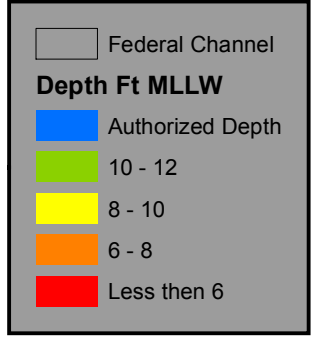 Federal Channel
Depth Ft MLLW
Authorized Depth
10 - 12
8 - 10
6 - 8
Less then 6